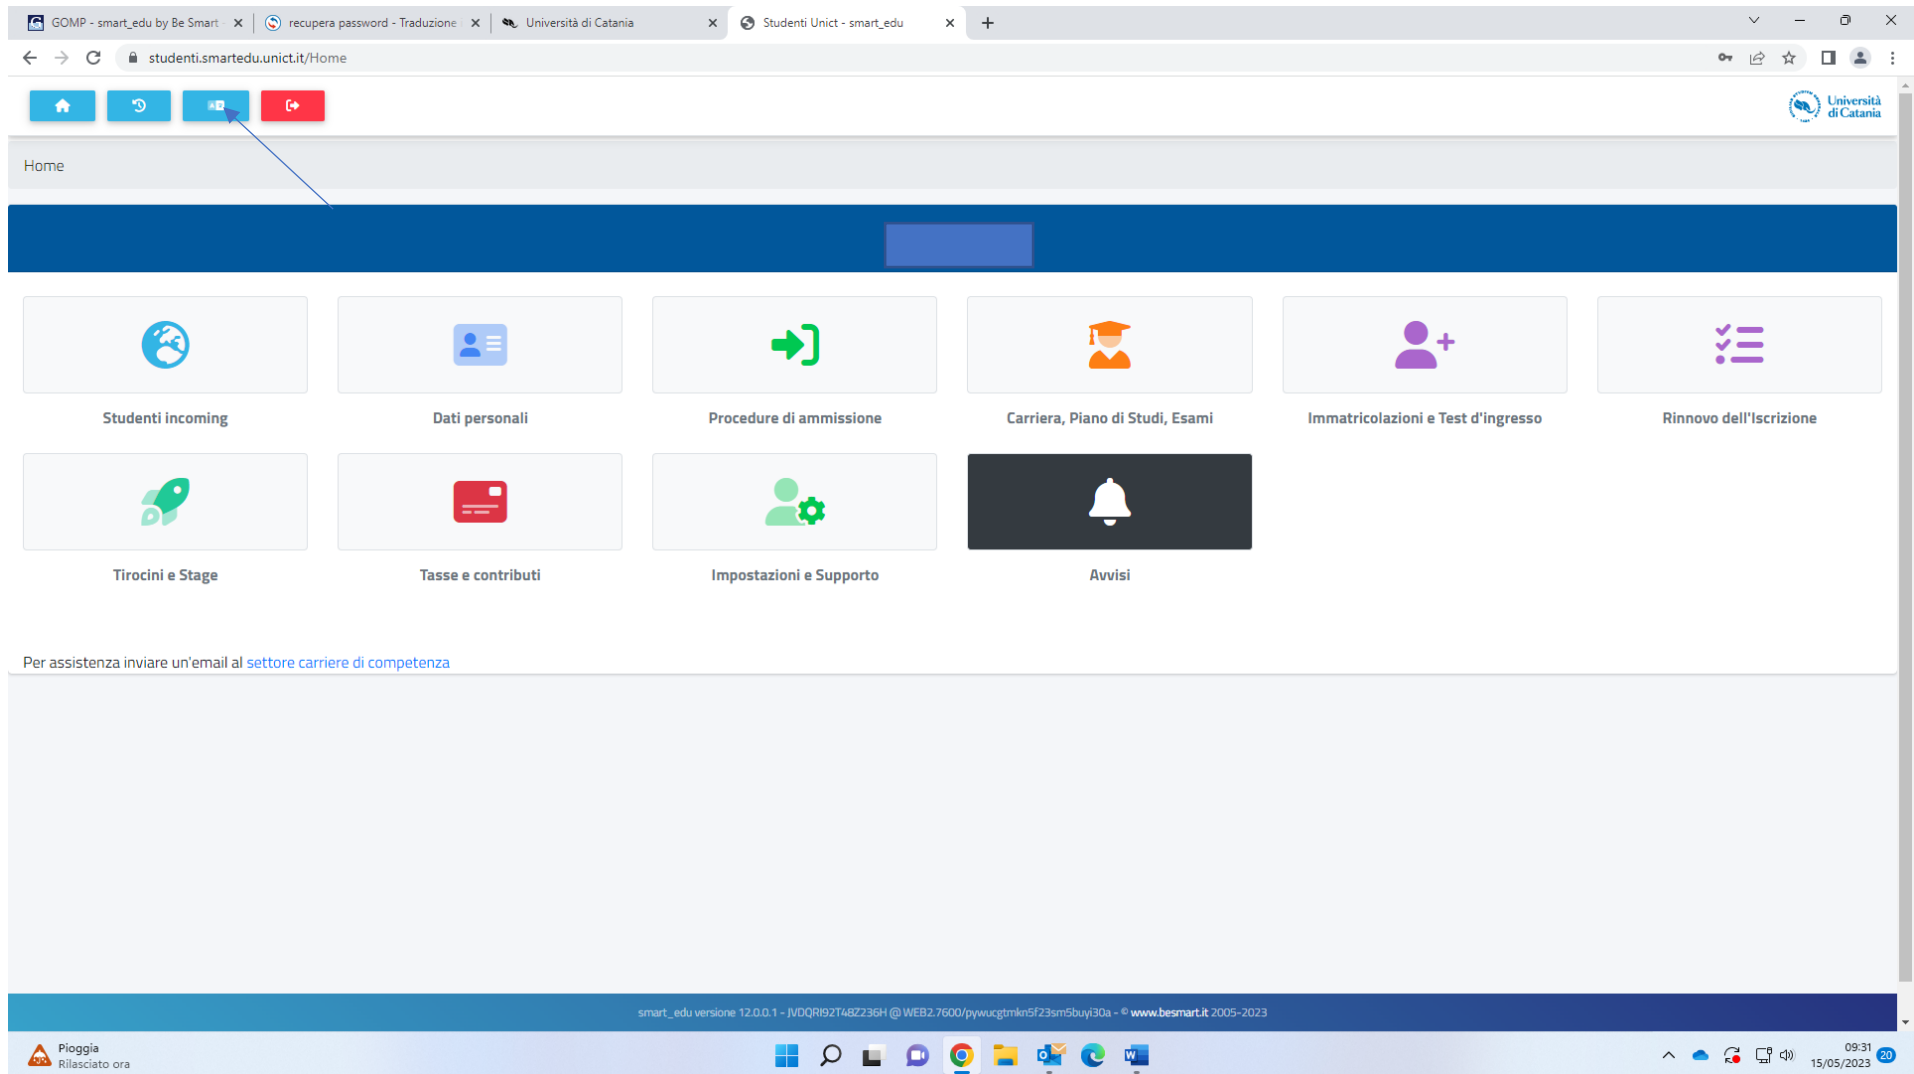 GOMP - smart_edu by Be Smart -
recupera password - Traduzione
Università di Catania
Studenti Unict - smart_edu
studenti.smartedu.unict.it/Home
Università
di Catania
Home
Studenti incoming
Dati personali
Procedure di ammissione
Carriera, Piano di Studi, Esami
Immatricolazioni e Test d'ingresso
Rinnovo dell'Iscrizione
Tirocini e Stage
Tasse e contributi
Impostazioni e Supporto
Avvisi
Per assistenza inviare un'email al settore carriere di competenza
smart_edu versione 12.0.0.1 - JVDQRI92T48Z236H @ WEB2.7600/pywucgtmkn5f23sm5buyi30a - © www.besmart.it 2005-2023
Pioggia
Rilasciato ora
09:31
15/05/2023
20